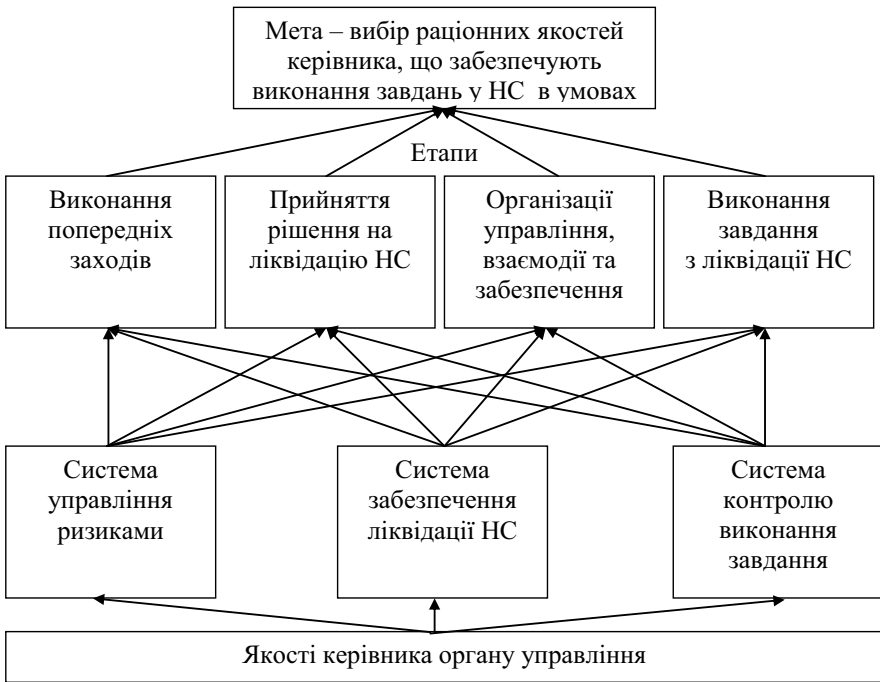 Мета – вибір раціонних якостей
керівника, що забезпечують
виконання завдань у НС в умовах
Етапи
Виконання
попередніх
заходів
Прийняття
рішення на
ліквідацію НС
Організації
управління,
взаємодії та
забезпечення
Виконання
завдання
з ліквідації НС
Система
управління
ризиками
Система
забезпечення
ліквідації НС
Система
контролю
виконання
завдання
Якості керівника органу управління